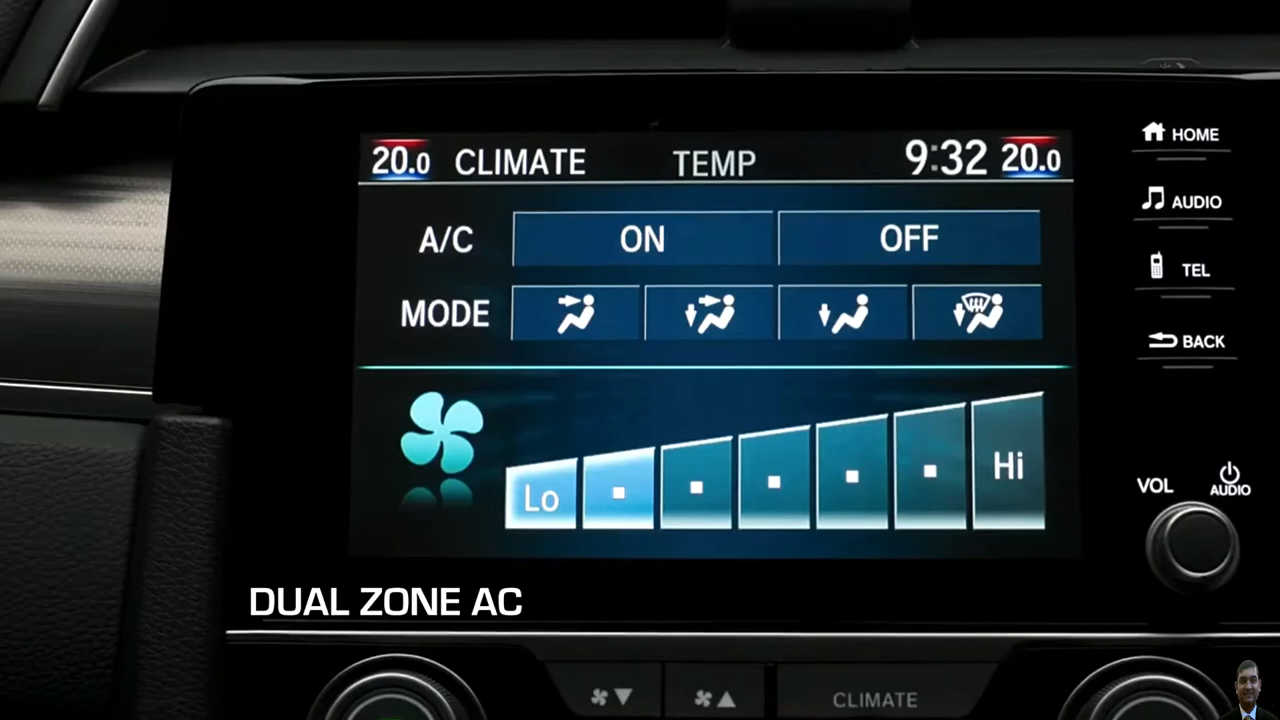 20.0 CLIMATE TEMP 9:32 20.0
HOME
AUDIO
A/C ON OFF
TEL
MODE
BACK
Lo Hi
VOL AUDIO
DUAL ZONE AC
CLIMATE